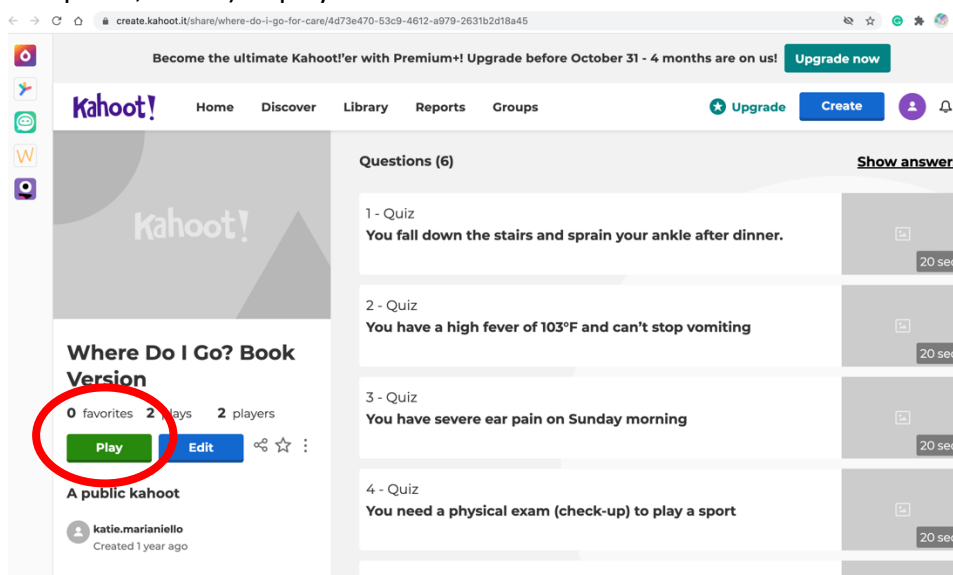 create.kahoot.it/share/where-do-i-go-for-care/4d73e470-53c9-4612-a979-2631b2d18a45
Become the ultimate Kahoot!'er with Premium+! Upgrade before October 31 - 4 months are on us! Upgrade now
Kahoot! Home Discover Library Reports Groups Upgrade Create
Kahoot!
Where Do I Go? Book
Version
0 favorites 2 plays 2 players
Play Edit
A public kahoot
katie.marianiello
Created 1 year ago
Questions (6) Show answer
1 - Quiz
You fall down the stairs and sprain your ankle after dinner.
20 sec
2 - Quiz
You have a high fever of 103°F and can't stop vomiting
20 sec
3 - Quiz
You have severe ear pain on Sunday morning
20 sec
4 - Quiz
You need a physical exam (check-up) to play a sport
20 sec